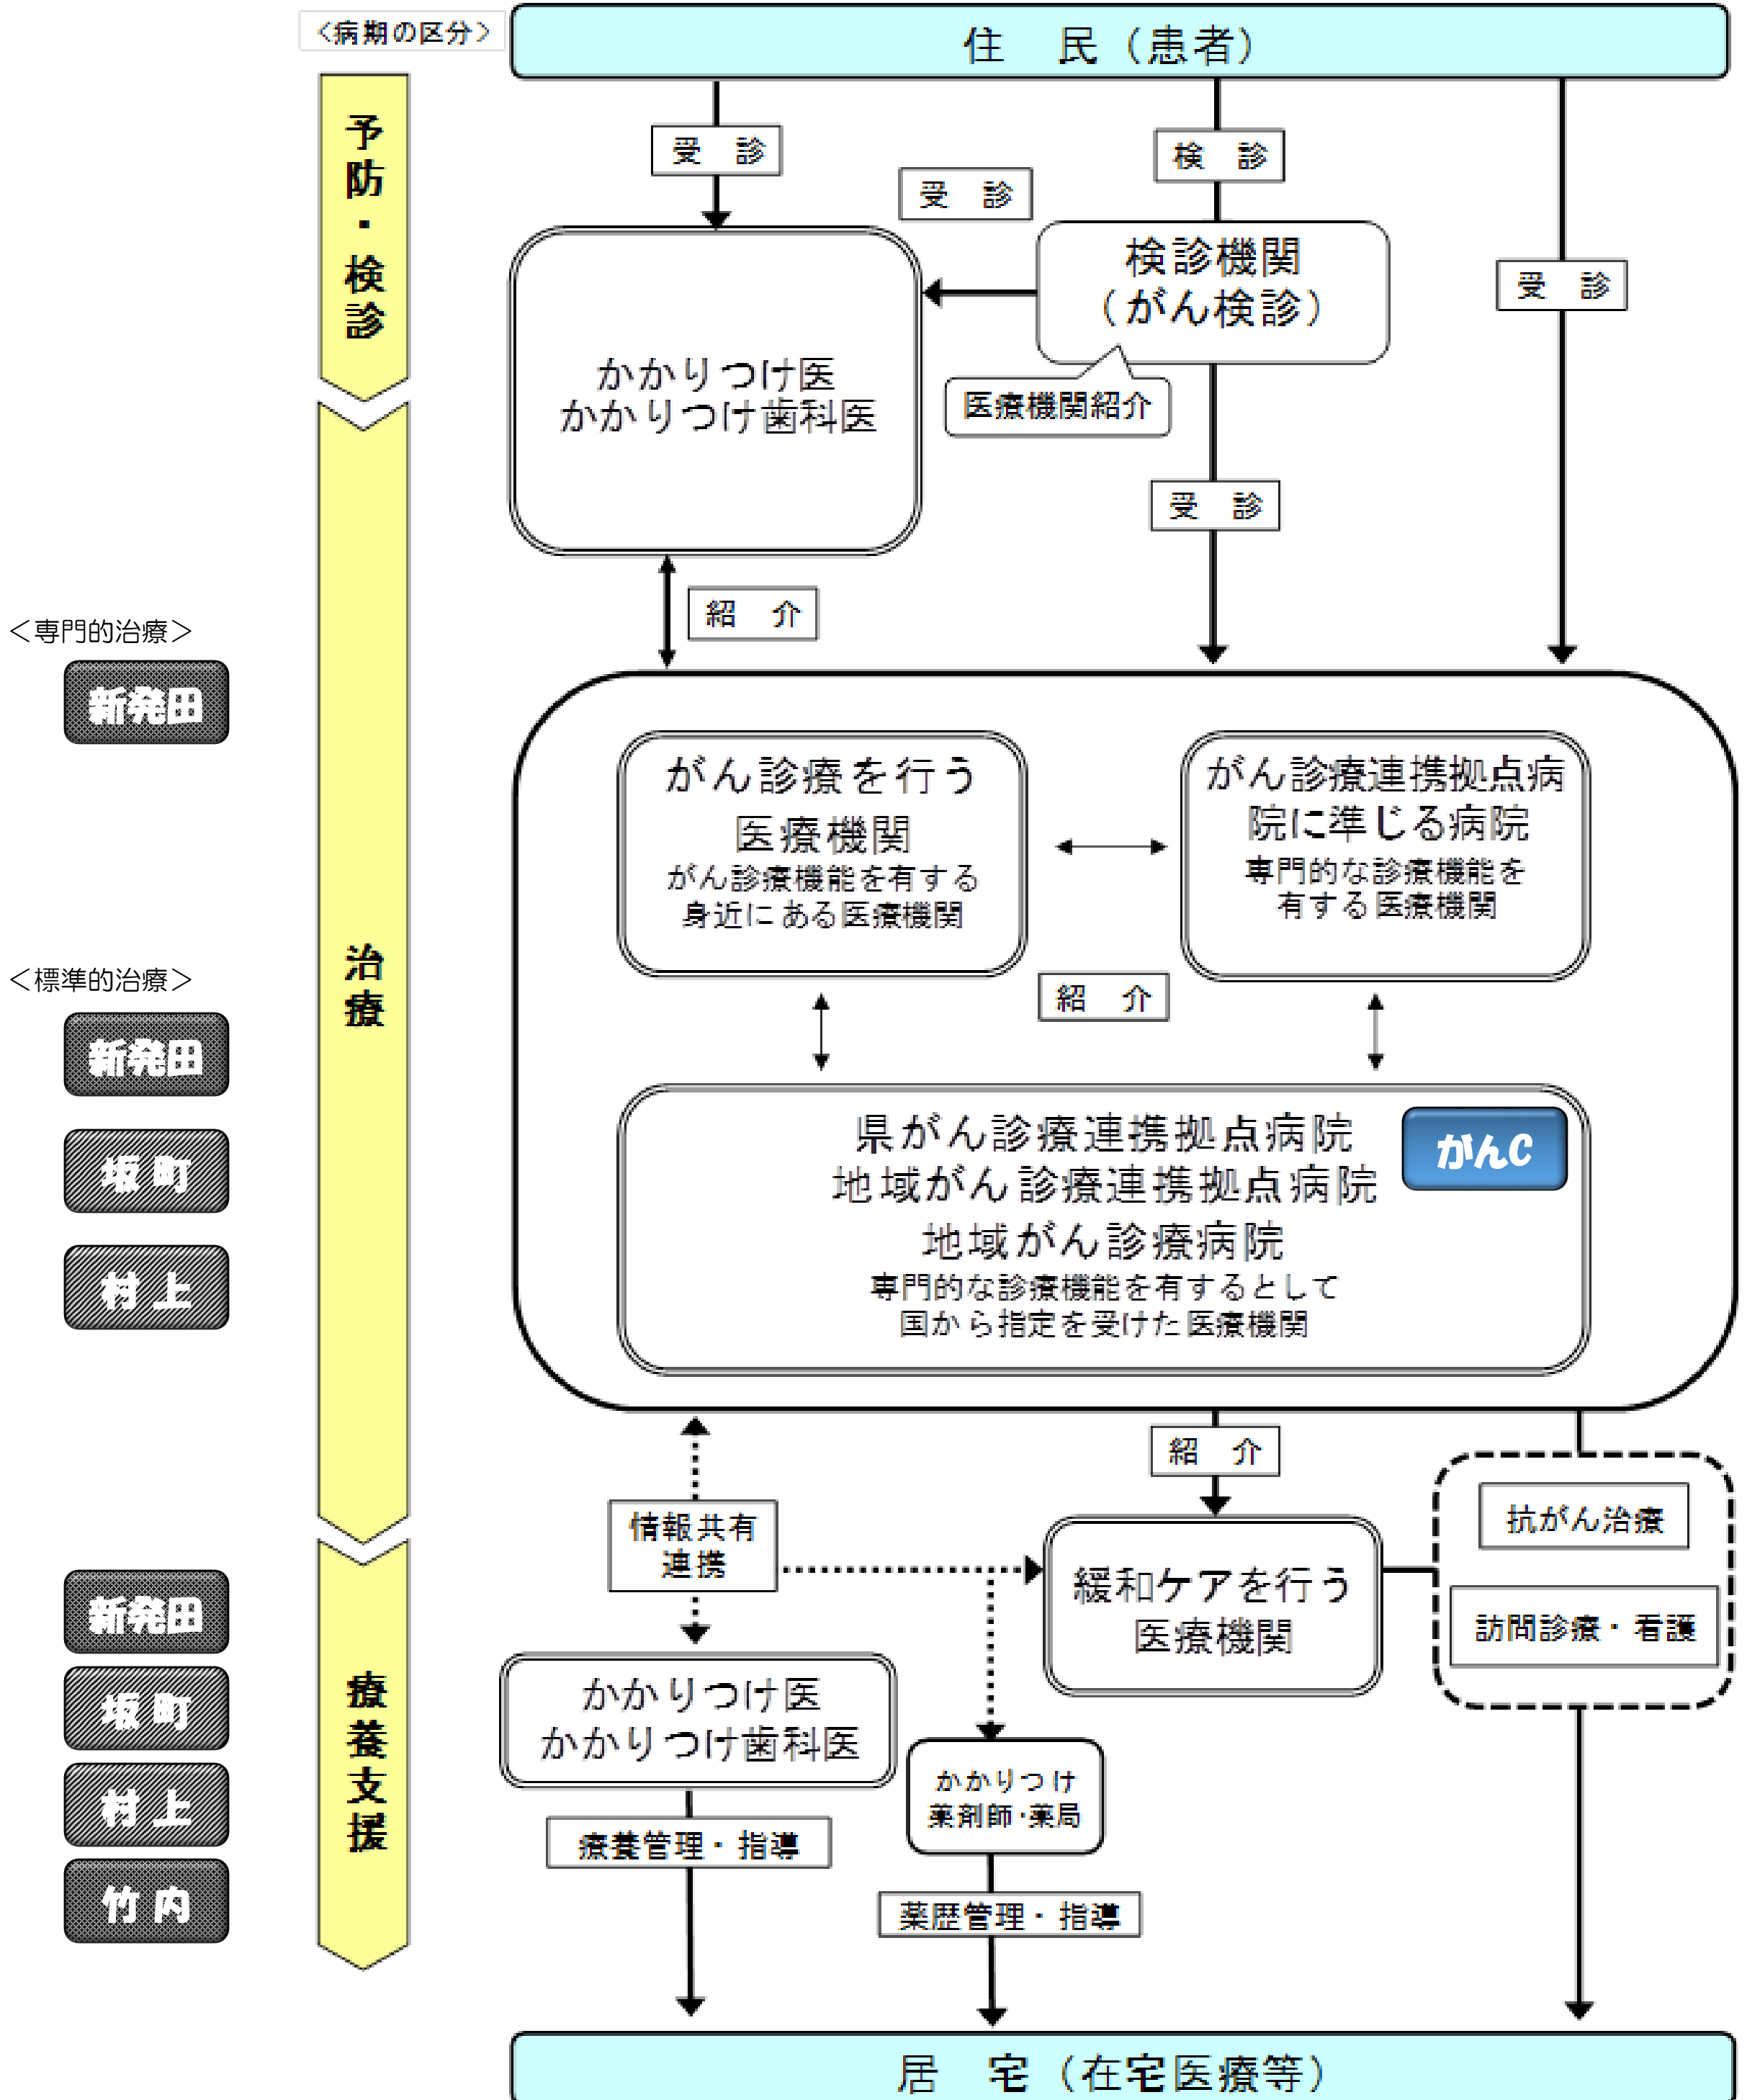 <病期の区分>
住　民（患者）
予防・検診
受　診
検　診
受　診
受　診
検診機関
（がん検診）
医療機関紹介
かかりつけ医
かかりつけ歯科医
受　診
紹　介
治療
＜専門的治療＞
新発田
がん診療を行う
医療機関
がん診療機能を有する
身近にある医療機関
がん診療連携拠点病
院に準じる病院
専門的な診療機能を
有する医療機関
紹　介
＜標準的治療＞
新発田
坂町
村上
県がん診療連携拠点病院
地域がん診療連携拠点病院
地域がん診療病院
専門的な診療機能を有するとして
国から指定を受けた医療機関
がんC
紹　介
情報共有
連携
抗がん治療
訪問診療・看護
緩和ケアを行う
医療機関
療養支援
新発田
坂町
村上
竹内
かかりつけ医
かかりつけ歯科医
かかりつけ
薬剤師・薬局
療養管理・指導
薬歴管理・指導
居　宅（在宅医療等）